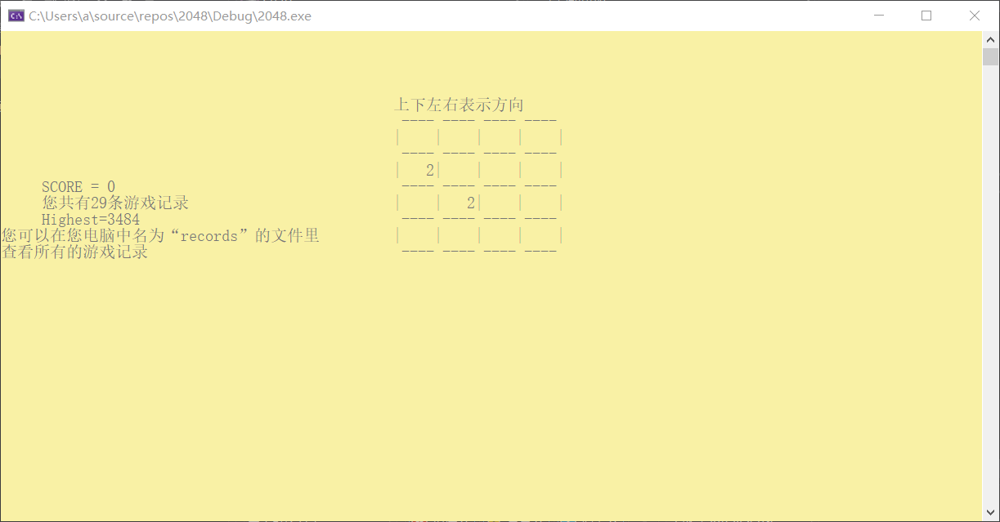 C:\Users\a\source\repos\2048\Debug\2048.exe
上下左右表示方向
---- ---- ---- ----
|    |    |    |    |
---- ---- ---- ----
|   2|    |    |    |
---- ---- ---- ----
|    |   2|    |    |
---- ---- ---- ----
|    |    |    |    |
---- ---- ---- ----
SCORE = 0
您共有29条游戏记录
Highest=3484
您可以在您电脑中名为“records”的文件里
查看所有的游戏记录